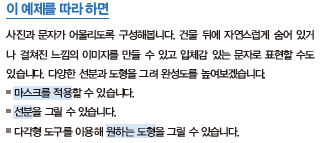 이 예제를 따라 하면
사진과 문자가 어울리도록 구성해봅니다. 건물 뒤에 자연스럽게 숨어 있거
나 걸쳐진 느낌의 이미지를 만들 수 있고 입체감 있는 문자로 표현할 수도
있습니다. 다양한 선분과 도형을 그려 완성도를 높여보겠습니다.
■ 마스크를 적용할 수 있습니다.
■ 선분을 그릴 수 있습니다.
■ 다각형 도구를 이용해 원하는 도형을 그릴 수 있습니다.